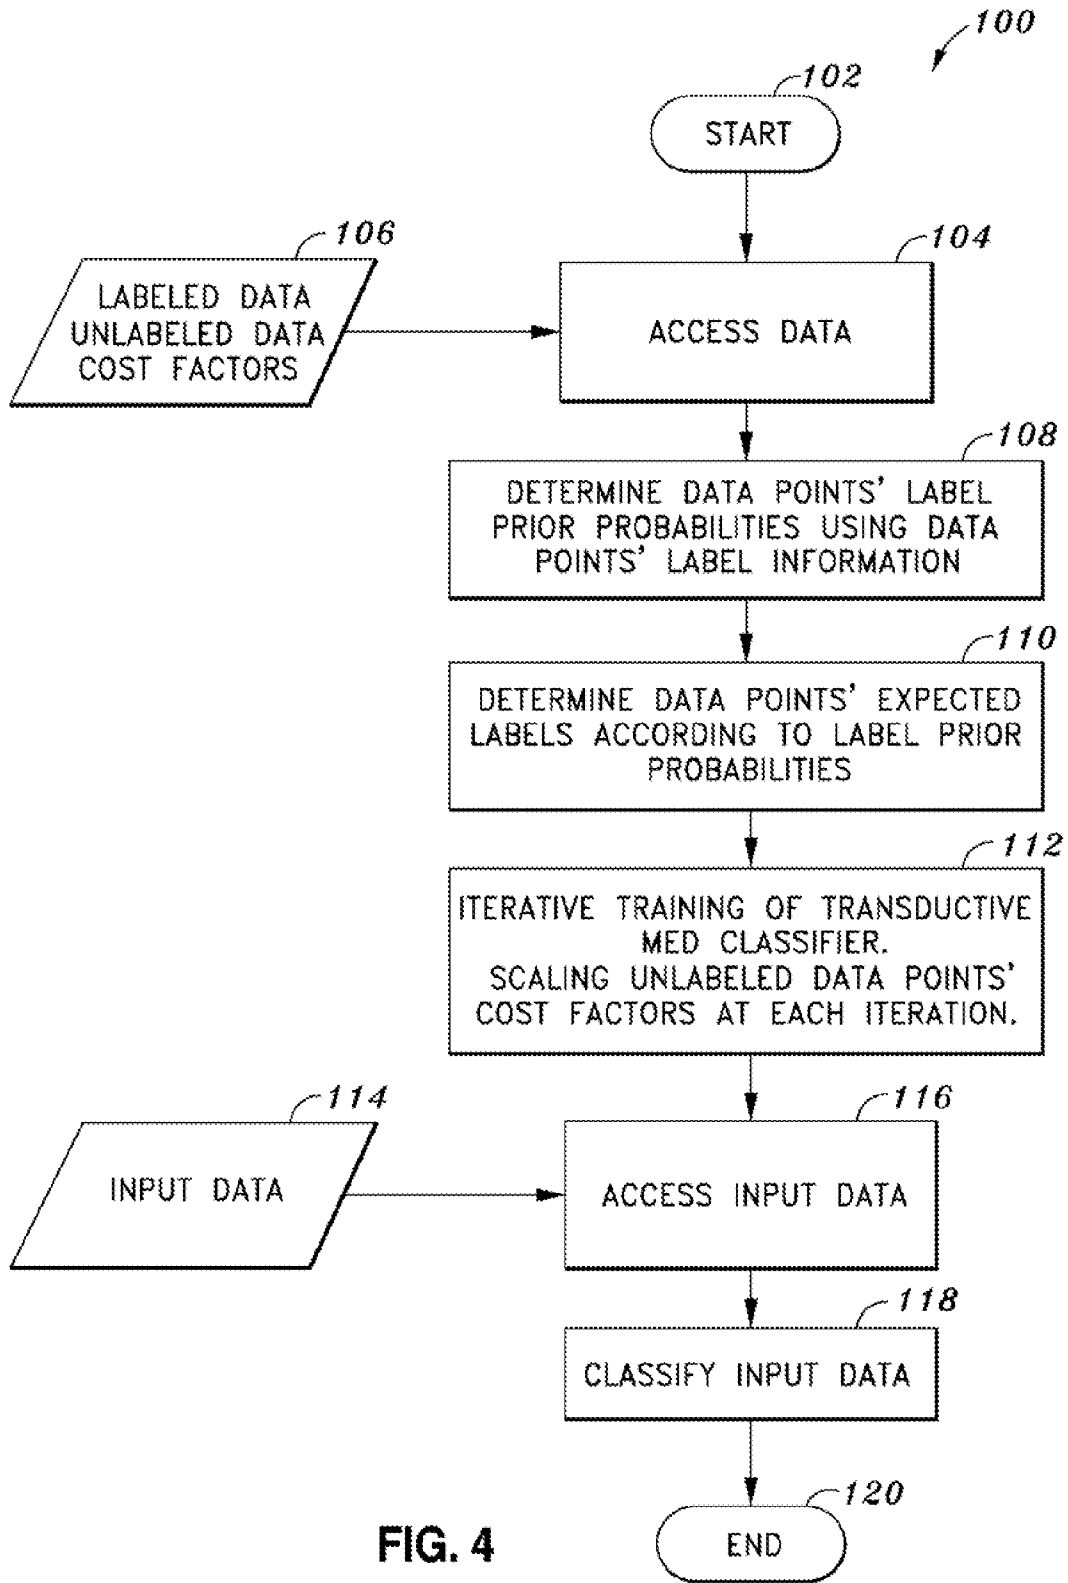 100
102
START
106
104
LABELED DATA
UNLABELED DATA
COST FACTORS
ACCESS DATA
108
DETERMINE DATA POINTS' LABEL
PRIOR PROBABILITIES USING DATA
POINTS' LABEL INFORMATION
110
DETERMINE DATA POINTS' EXPECTED
LABELS ACCORDING TO LABEL PRIOR
PROBABILITIES
112
ITERATIVE TRAINING OF TRANSDUCTIVE
MED CLASSIFIER.
SCALING UNLABELED DATA POINTS'
COST FACTORS AT EACH ITERATION.
114
116
INPUT DATA
ACCESS INPUT DATA
118
CLASSIFY INPUT DATA
120
END
FIG. 4